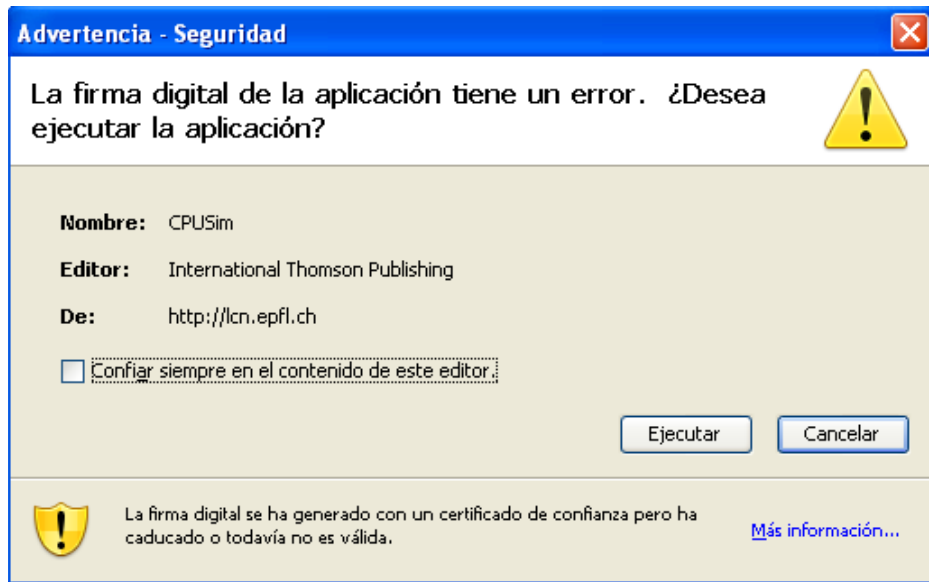 Advertencia - Seguridad
La firma digital de la aplicación tiene un error. ¿Desea
ejecutar la aplicación?
Nombre: CPUSim
Editor: International Thomson Publishing
De: http://lcn.epfl.ch
Confiar siempre en el contenido de este editor.
Ejecutar Cancelar
La firma digital se ha generado con un certificado de confianza pero ha
caducado o todavía no es válida.
Más información...